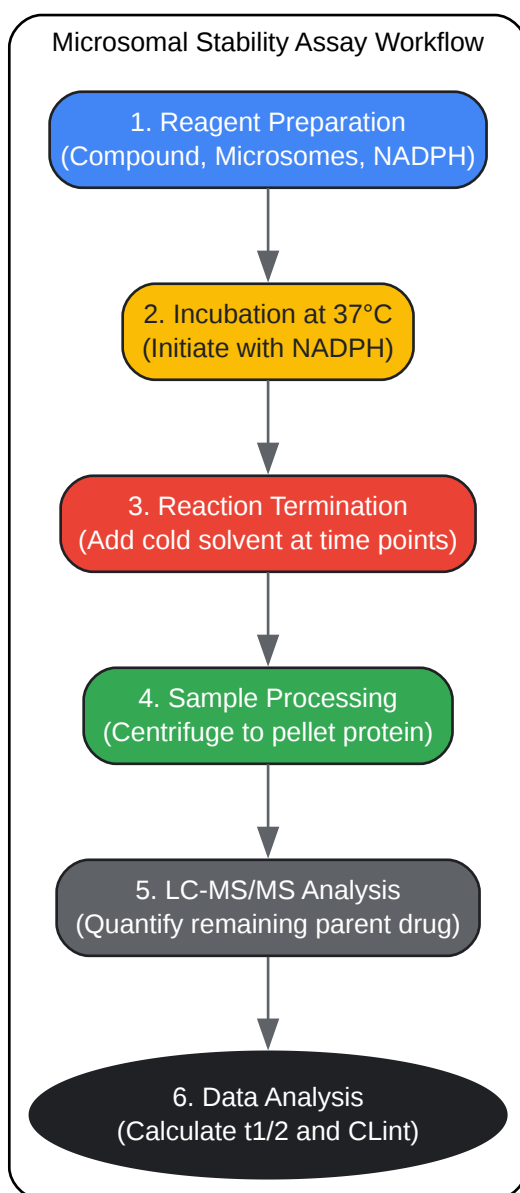 Microsomal Stability Assay Workflow
1. Reagent Preparation
(Compound, Microsomes, NADPH)
2. Incubation at 37°C
(Initiate with NADPH)
3. Reaction Termination
(Add cold solvent at time points)
4. Sample Processing
(Centrifuge to pellet protein)
5. LC-MS/MS Analysis
(Quantify remaining parent drug)
6. Data Analysis
(Calculate t1/2 and CLint)